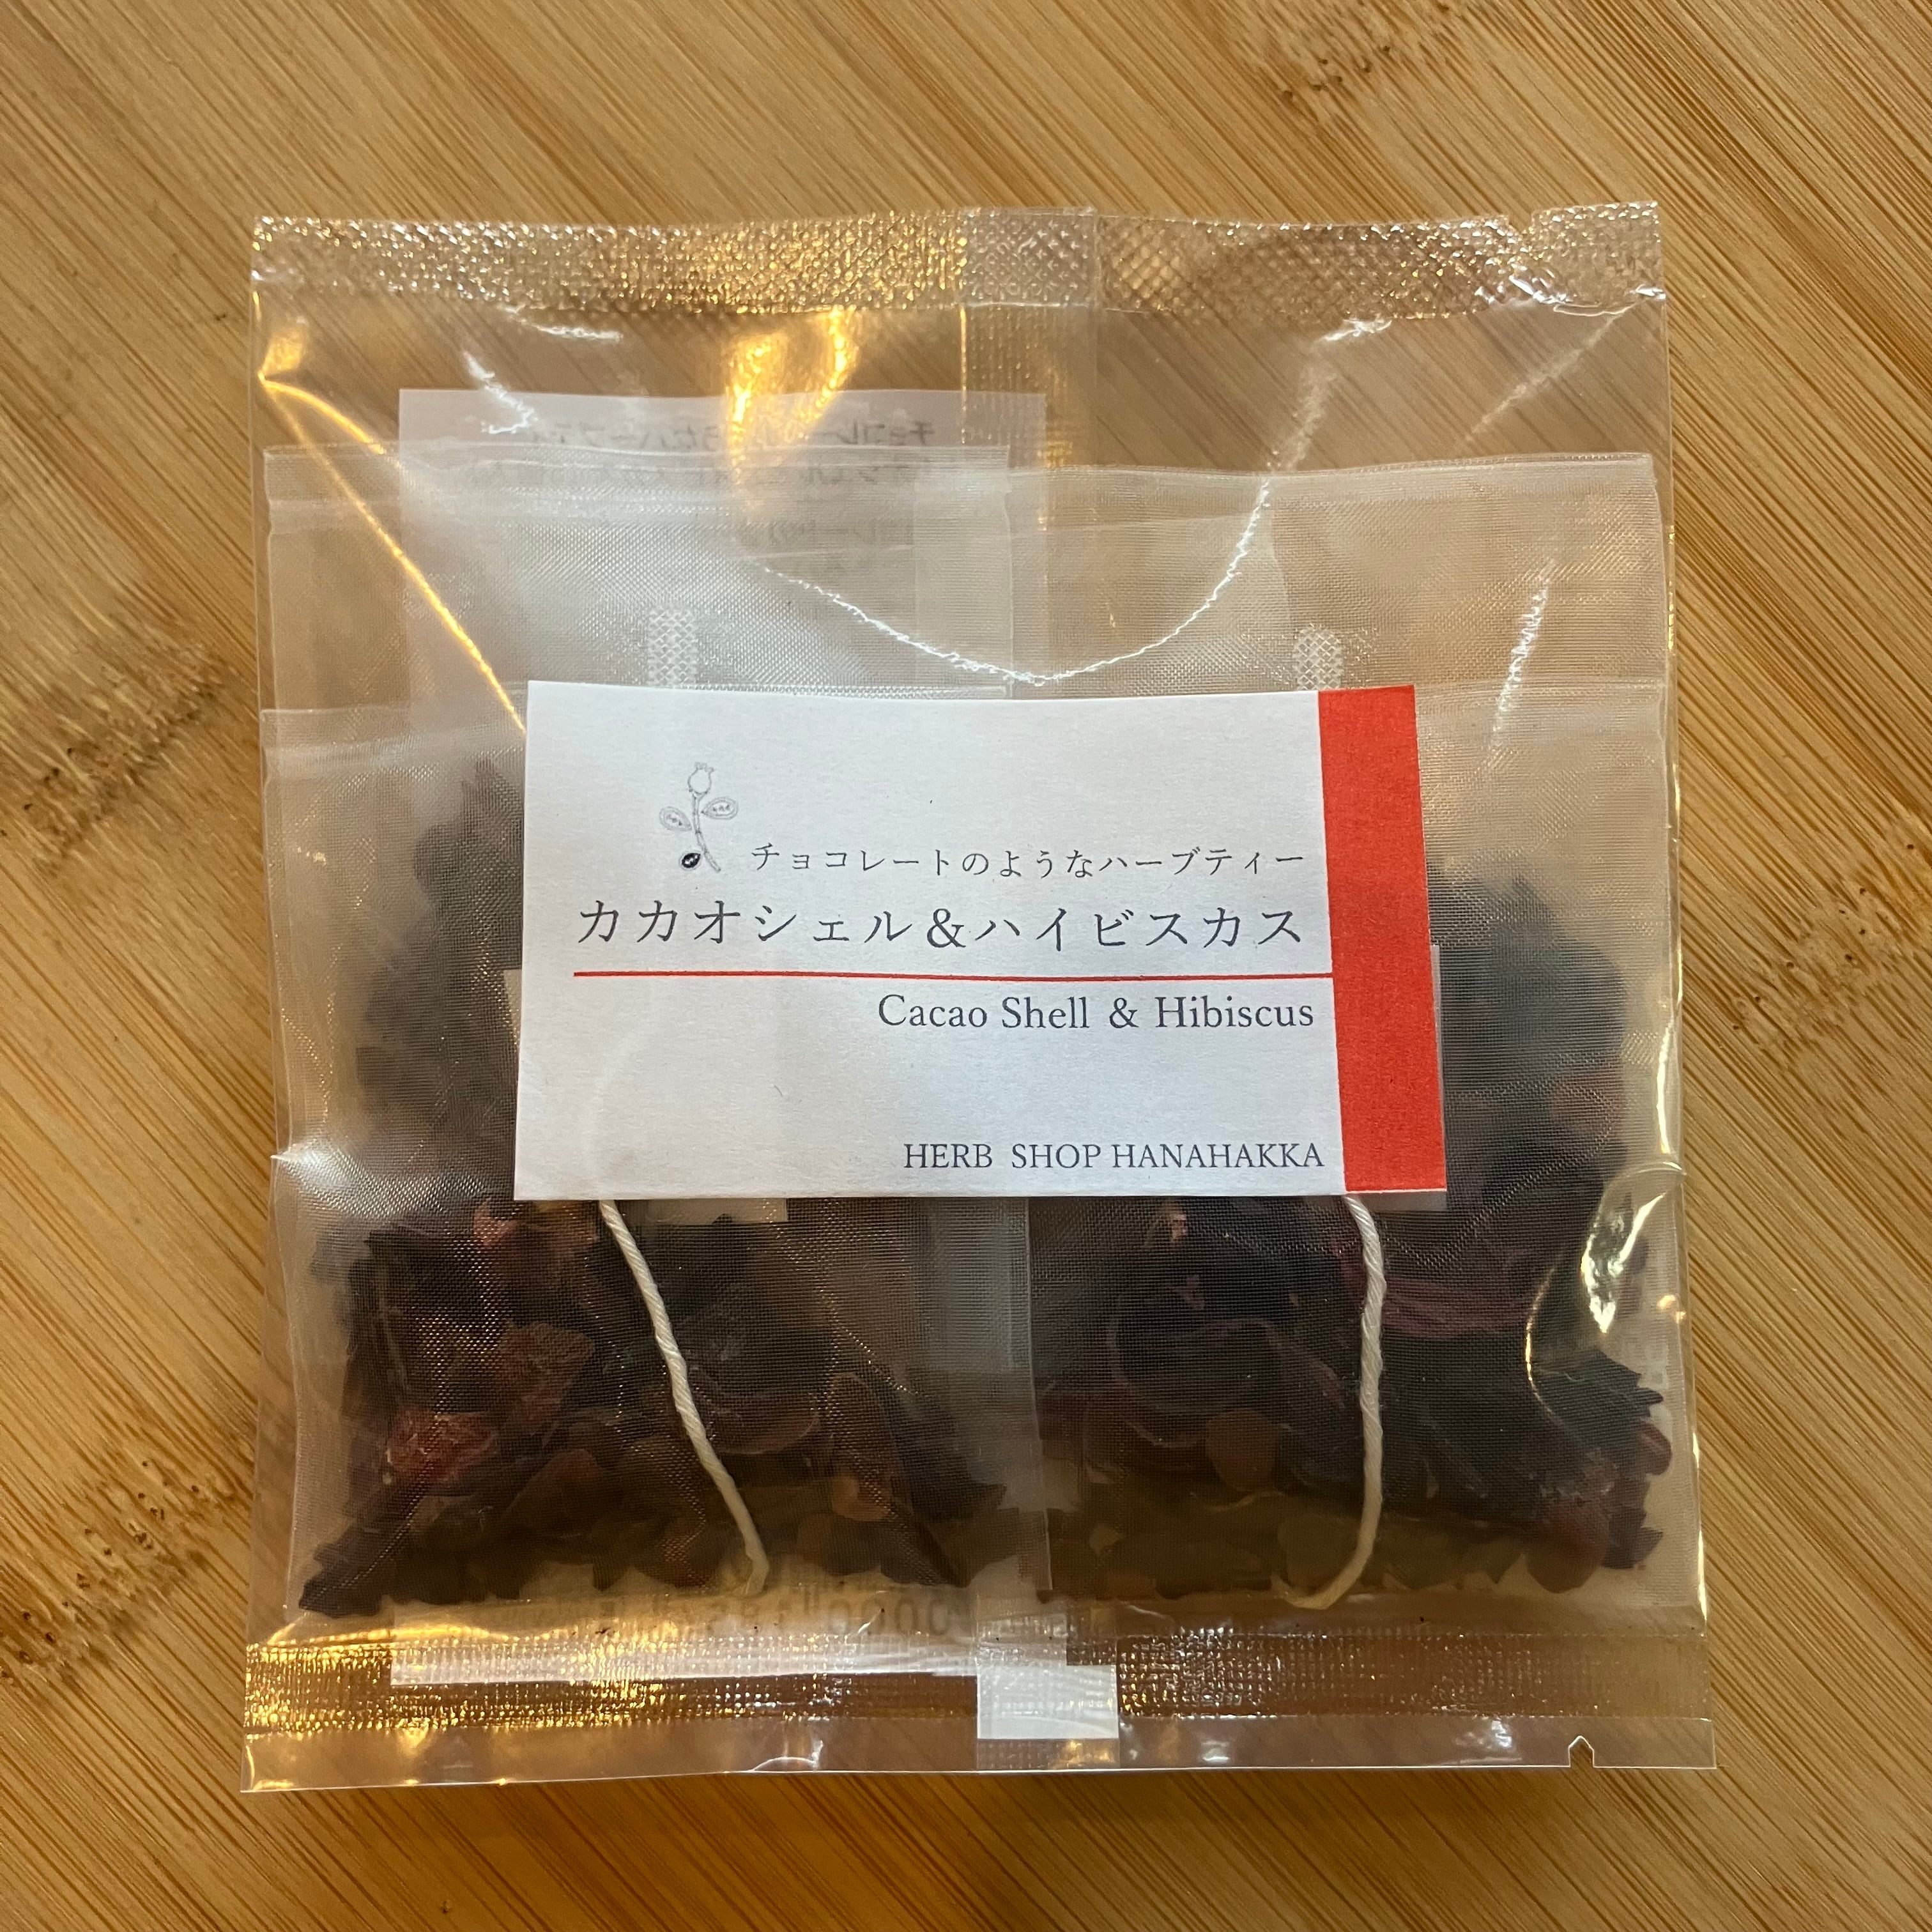 チョコレートのようなハーブティー
カカオシェル&ハイビスカス
Cacao Shell & Hibiscus
HERB SHOP HANAHAKKA